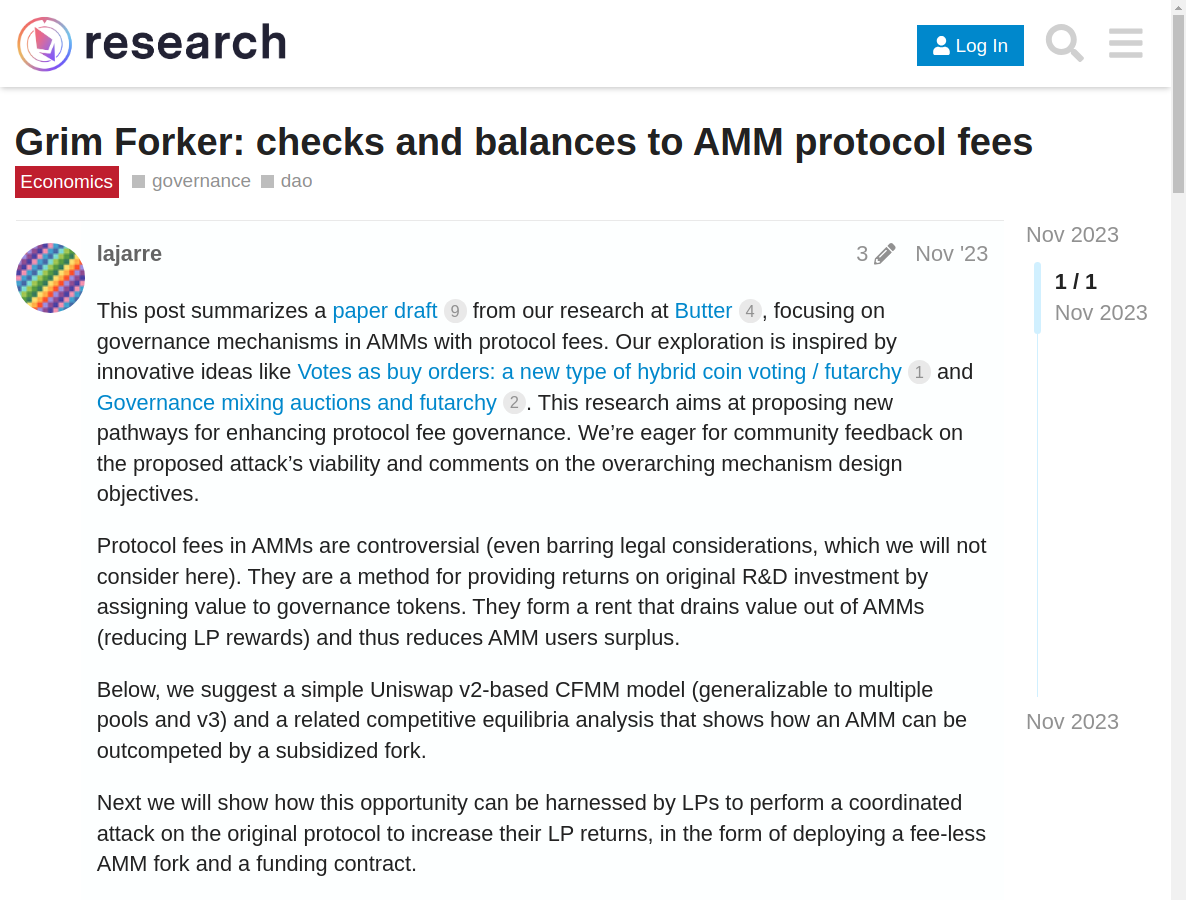 research
Log In
Grim Forker: checks and balances to AMM protocol fees
Economics governance dao
lajarre 3 Nov '23
This post summarizes a paper draft 9 from our research at Butter 4, focusing on
governance mechanisms in AMMs with protocol fees. Our exploration is inspired by
innovative ideas like Votes as buy orders: a new type of hybrid coin voting / futarchy 1 and
Governance mixing auctions and futarchy 2. This research aims at proposing new
pathways for enhancing protocol fee governance. We’re eager for community feedback on
the proposed attack’s viability and comments on the overarching mechanism design
objectives.
Protocol fees in AMMs are controversial (even barring legal considerations, which we will not
consider here). They are a method for providing returns on original R&D investment by
assigning value to governance tokens. They form a rent that drains value out of AMMs
(reducing LP rewards) and thus reduces AMM users surplus.
Below, we suggest a simple Uniswap v2-based CFMM model (generalizable to multiple
pools and v3) and a related competitive equilibria analysis that shows how an AMM can be
outcompeted by a subsidized fork.
Next we will show how this opportunity can be harnessed by LPs to perform a coordinated
attack on the original protocol to increase their LP returns, in the form of deploying a fee-less
AMM fork and a funding contract.
Nov 2023
1 / 1
Nov 2023
Nov 2023